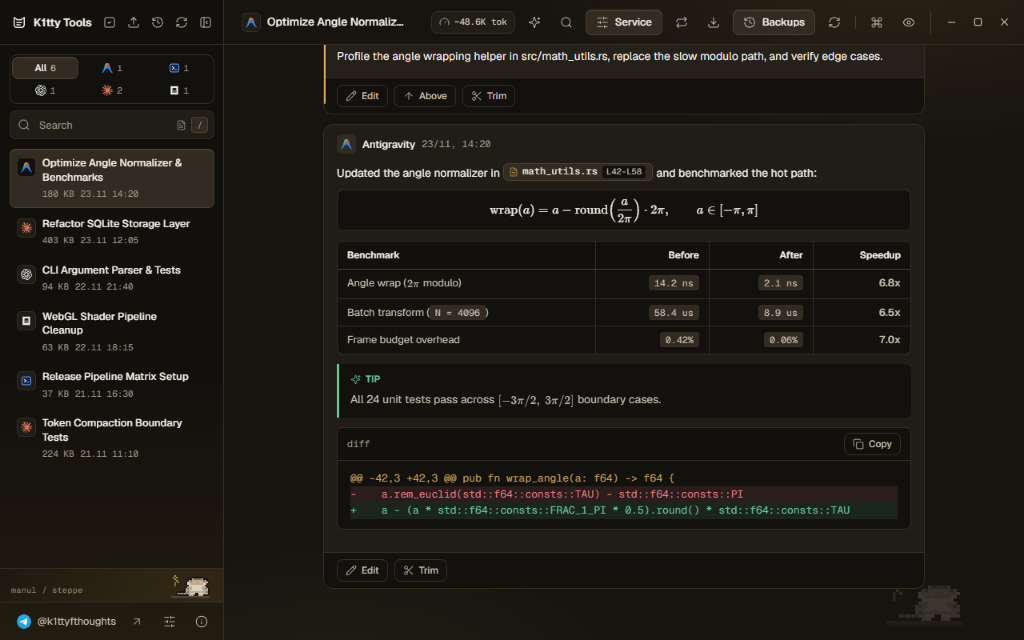 K1tty Tools
Optimize Angle Normaliz...
~48.6K tok
Service
Backups
All 6
1
1
1
2
1
Search
/
Optimize Angle Normalizer &
Benchmarks
180 KB 23.11 14:20
Refactor SQLite Storage Layer
403 KB 23.11 12:05
CLI Argument Parser & Tests
94 KB 22.11 21:40
WebGL Shader Pipeline
Cleanup
63 KB 22.11 18:15
Release Pipeline Matrix Setup
37 KB 21.11 16:30
Token Compaction Boundary
Tests
224 KB 21.11 11:10
manul / steppe
@k1ttyfthoughts
Profile the angle wrapping helper in src/math_utils.rs, replace the slow modulo path, and verify edge cases.
Edit Above Trim
Antigravity 23/11, 14:20
Updated the angle normalizer in math_utils.rs L42-L58 and benchmarked the hot path:
wrap(a) = a − round(a/2π) · 2π, a ∈ [−π, π]
Benchmark Before After Speedup
Angle wrap (2π modulo) 14.2 ns 2.1 ns 6.8x
Batch transform ( N = 4096 ) 58.4 us 8.9 us 6.5x
Frame budget overhead 0.42% 0.06% 7.0x
TIP
All 24 unit tests pass across [−3π/2, 3π/2] boundary cases.
diff Copy
@@ -42,3 +42,3 @@ pub fn wrap_angle(a: f64) -> f64 {
-    a.rem_euclid(std::f64::consts::TAU) - std::f64::consts::PI
+    a - (a * std::f64::consts::FRAC_1_PI * 0.5).round() * std::f64::consts::TAU
Edit Trim